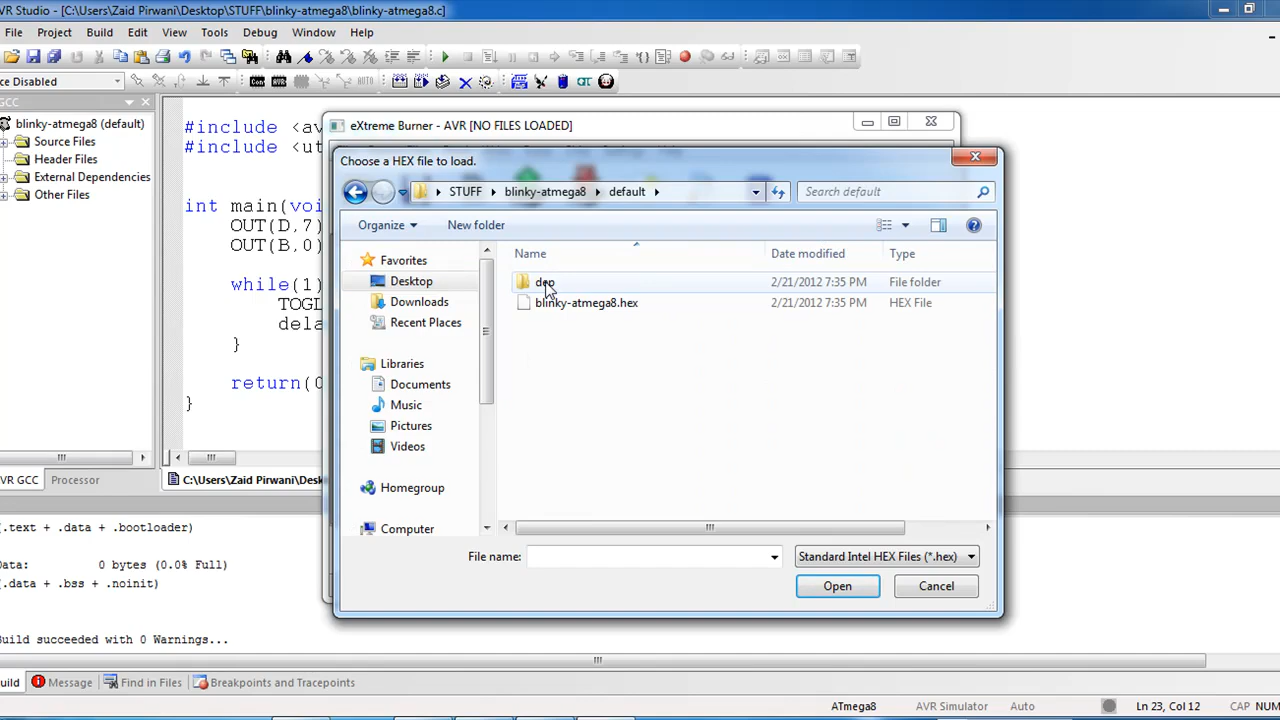 VR Studio - [C:\Users\Zaid Pirwani\Desktop\STUFF\blinky-atmega8\blinky-atmega8.c]
File Project Build Edit View Tools Debug Window Help
ce Disabled
Con AVR AUTO
GCC
blinky-atmega8 (default)
Source Files
Header Files
External Dependencies
Other Files
VR GCC Processor
#include <av
#include <ut
int main(voi
OUT(D,7)
OUT(B,0)
while(1)
TOGL
dela
}
return(0
}
C:\Users\Zaid Pirwani\Desk
eXtreme Burner - AVR [NO FILES LOADED]
Choose a HEX file to load.
STUFF blinky-atmega8 default
Search default
Organize New folder
Favorites
Desktop
Downloads
Recent Places
Libraries
Documents
Music
Pictures
Videos
Homegroup
Computer
Name Date modified Type
dep 2/21/2012 7:35 PM File folder
blinky-atmega8.hex 2/21/2012 7:35 PM HEX File
File name: Standard Intel HEX Files (*.hex)
Open Cancel
(.text + .data + .bootloader)
Data: 0 bytes (0.0% Full)
(.data + .bss + .noinit)
Build succeeded with 0 Warnings...
uild Message Find in Files Breakpoints and Tracepoints
ATmega8 AVR Simulator Auto Ln 23, Col 12 CAP NUM